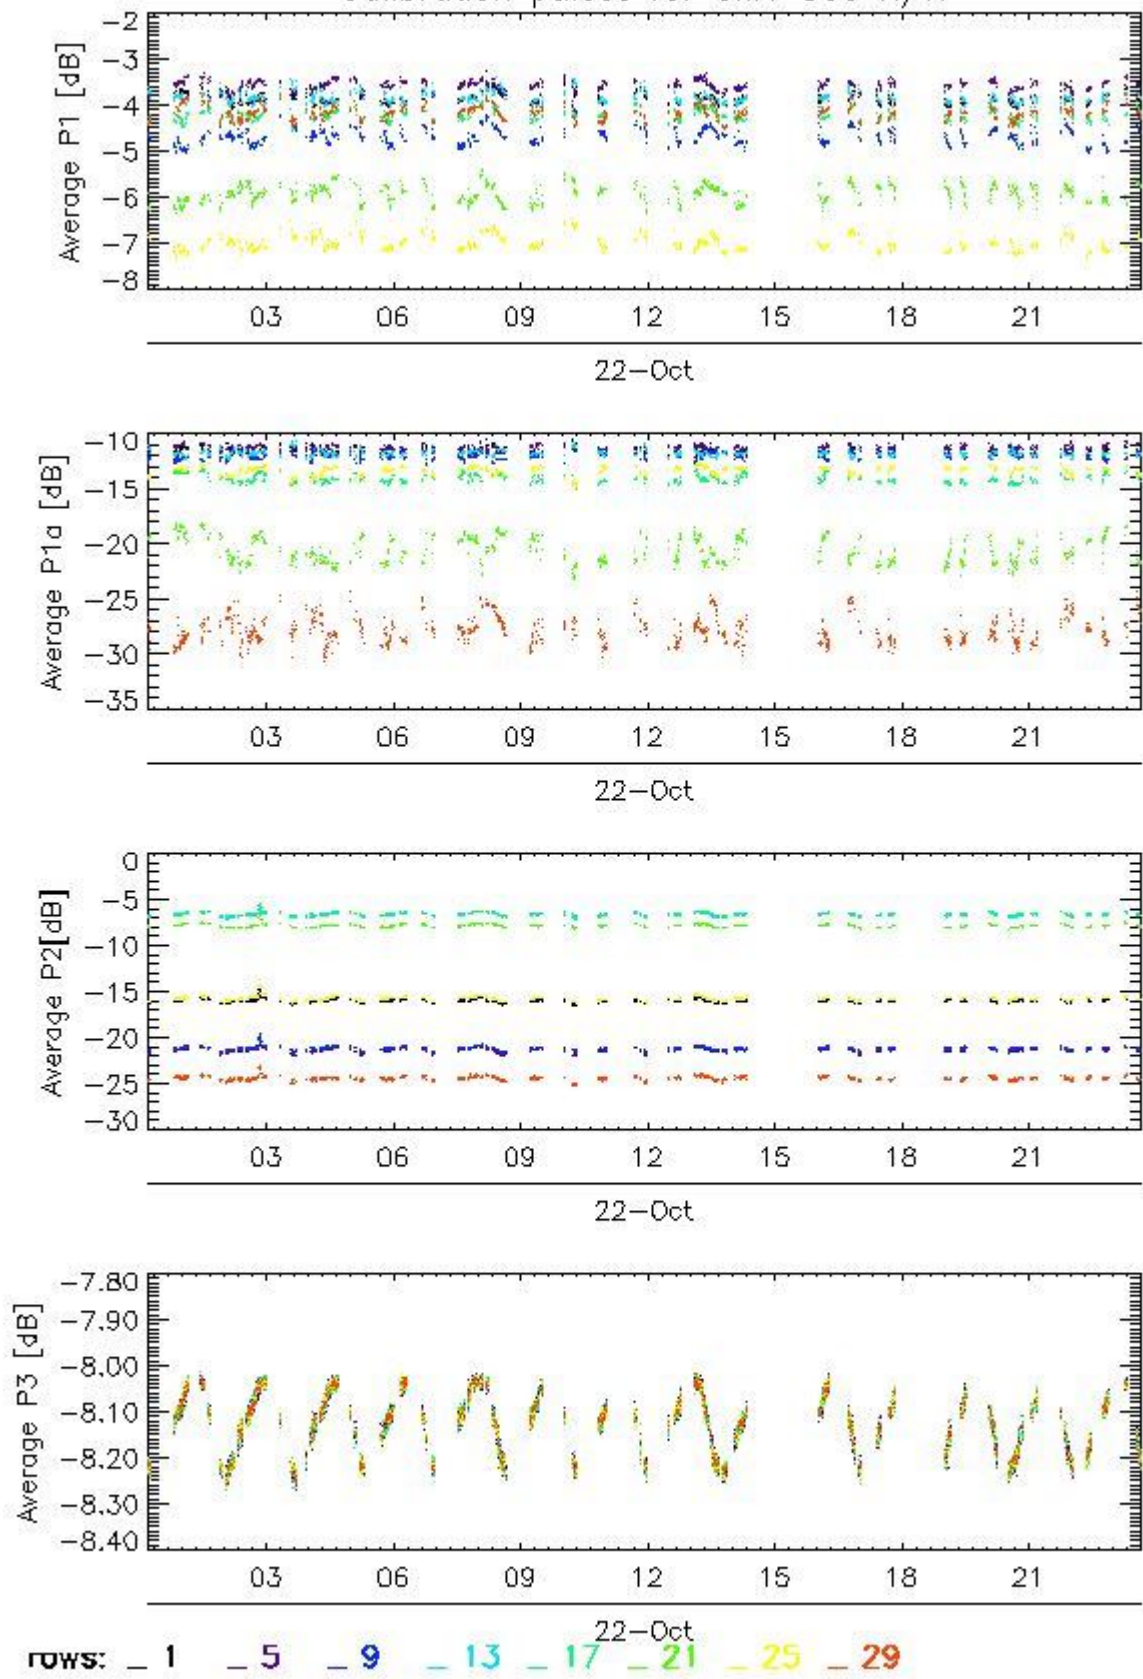 -2
-3
-4
-5
-6
-7
-8
Average P1 [dB]
03 06 09 12 15 18 21
22-Oct
-10
-15
-20
-25
-30
-35
Average P1a [dB]
03 06 09 12 15 18 21
22-Oct
0
-5
-10
-15
-20
-25
-30
Average P2[dB]
03 06 09 12 15 18 21
22-Oct
-7.80
-7.90
-8.00
-8.10
-8.20
-8.30
-8.40
Average P3 [dB]
03 06 09 12 15 18 21
22-Oct
rows: _ 1 _ 5 _ 9 _ 13 _ 17 _ 21 _ 25 _ 29